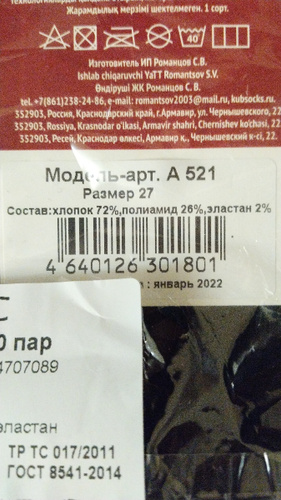 Жарамдылық мерзімі шектелмеген. 1 сорт.
40
Изготовитель ИП Романцов С.В.
Ishlab chiqaruvchi YaTT Romantsov S.V.
Өндіруші ЖК Романцов С.В.
tel.+7(861)238-24-86, e-mail: romantsov2003@mail.ru, kubsocks.ru.
352903, Россия, Краснодарский край, г.Армавир, ул. Чернышевского,
352903, Rossiya, Krasnodar o'lkasi, Armavir shahri, Chernishev ko'chasi,
352903, Ресей, Краснодар өлкесі, Армавир қ., Чернышевский к-сі, 22.
Модель-арт. А 521
Размер 27
Состав:хлопок 72%,полиамид 26%,эластан 2%
4 640126 301801
: январь 2022
0 пар
4707089
эластан
ТР ТС 017/2011
ГОСТ 8541-2014